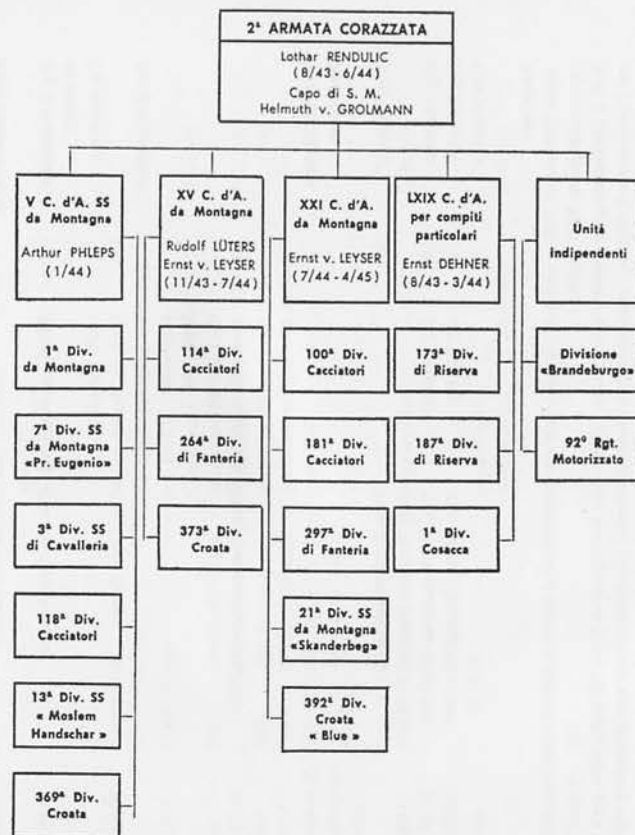 2ª ARMATA CORAZZATA
Lothar RENDULIC
(8/43 - 6/44)
Capo di S. M.
Helmuth v. GROLMANN
V C. d'A. SS
da Montagna
Arthur PHLEPS
(1/44)
1ª Div.
da Montagna
7ª Div. SS
da Montagna
«Pr. Eugenio»
3ª Div. SS
di Cavalleria
118ª Div.
Cacciatori
13ª Div. SS
« Moslem
Handschar »
369ª Div.
Croata
XV C. d'A.
da Montagna
Rudolf LÜTERS
Ernst v. LEYSER
(11/43 - 7/44)
114ª Div.
Cacciatori
264ª Div.
di Fanteria
373ª Div.
Croata
XXI C. d'A.
da Montagna
Ernst v. LEYSER
(7/44 - 4/45)
100ª Div.
Cacciatori
181ª Div.
Cacciatori
297ª Div.
di Fanteria
21ª Div. SS
da Montagna
«Skanderbeg»
392ª Div.
Croata
« Blue »
LXIX C. d'A.
per compiti
particolari
Ernst DEHNER
(8/43 - 3/44)
173ª Div.
di Riserva
187ª Div.
di Riserva
1ª Div.
Cosacca
Unità
Indipendenti
Divisione
«Brandeburgo»
92º Rgt.
Motorizzato